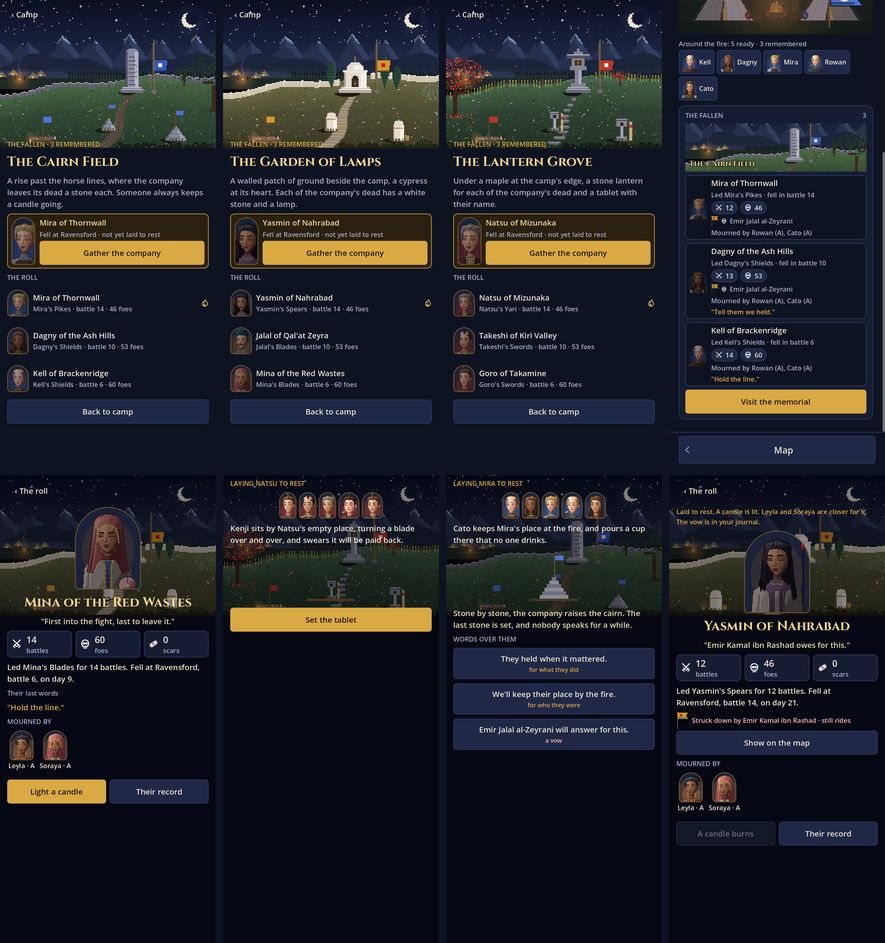 ‹ Camp
THE FALLEN · 3 REMEMBERED
THE CAIRN FIELD
A rise past the horse lines, where the company
leaves its dead a stone each. Someone always keeps
a candle going.
Mira of Thornwall
Fell at Ravensford · not yet laid to rest
Gather the company
THE ROLL
Mira of Thornwall
Mira's Pikes · battle 14 · 46 foes
Dagny of the Ash Hills
Dagny's Shields · battle 10 · 53 foes
Kell of Brackenridge
Kell's Shields · battle 6 · 60 foes
Back to camp
‹ Camp
THE FALLEN · 3 REMEMBERED
THE GARDEN OF LAMPS
A walled patch of ground beside the camp, a cypress
at its heart. Each of the company's dead has a white
stone and a lamp.
Yasmin of Nahrabad
Fell at Ravensford · not yet laid to rest
Gather the company
THE ROLL
Yasmin of Nahrabad
Yasmin's Spears · battle 14 · 46 foes
Jalal of Qal'at Zeyra
Jalal's Blades · battle 10 · 53 foes
Mina of the Red Wastes
Mina's Blades · battle 6 · 60 foes
Back to camp
‹ Camp
THE FALLEN · 3 REMEMBERED
THE LANTERN GROVE
Under a maple at the camp's edge, a stone lantern
for each of the company's dead and a tablet with
their name.
Natsu of Mizunaka
Fell at Ravensford · not yet laid to rest
Gather the company
THE ROLL
Natsu of Mizunaka
Natsu's Yari · battle 14 · 46 foes
Takeshi of Kiri Valley
Takeshi's Swords · battle 10 · 53 foes
Goro of Takamine
Goro's Swords · battle 6 · 60 foes
Back to camp
Around the fire: 5 ready · 3 remembered
Kell
Dagny
Mira
Rowan
Cato
THE FALLEN
3
THE CAIRN FIELD
Mira of Thornwall
Led Mira's Pikes · fell in battle 14
12
46
Emir Jalal al-Zeyrani
Mourned by Rowan (A), Cato (A)
Dagny of the Ash Hills
Led Dagny's Shields · fell in battle 10
13
53
Emir Jalal al-Zeyrani
Mourned by Rowan (A), Cato (A)
"Tell them we held."
Kell of Brackenridge
Led Kell's Shields · fell in battle 6
14
60
Mourned by Rowan (A), Cato (A)
"Hold the line."
Visit the memorial
Map
‹ The roll
MINA OF THE RED WASTES
"First into the fight, last to leave it."
14
battles
60
foes
0
scars
Led Mina's Blades for 14 battles. Fell at Ravensford,
battle 6, on day 9.
Their last words
"Hold the line."
MOURNED BY
Leyla · A
Soraya · A
Light a candle
Their record
LAYING NATSU TO REST
Kenji sits by Natsu's empty place, turning a blade
over and over, and swears it will be paid back.
Set the tablet
LAYING MIRA TO REST
Cato keeps Mira's place at the fire, and pours a cup
there that no one drinks.
Stone by stone, the company raises the cairn. The
last stone is set, and nobody speaks for a while.
WORDS OVER THEM
They held when it mattered.
for what they did
We'll keep their place by the fire.
for who they were
Emir Jalal al-Zeyrani will answer for this.
a vow
‹ The roll
Laid to rest. A candle is lit. Leyla and Soraya are closer for it.
The vow is in your journal.
YASMIN OF NAHRABAD
"Emir Kamal ibn Rashad owes for this."
12
battles
46
foes
0
scars
Led Yasmin's Spears for 12 battles. Fell at
Ravensford, battle 14, on day 21.
Struck down by Emir Kamal ibn Rashad · still rides
Show on the map
MOURNED BY
Leyla · A
Soraya · A
A candle burns
Their record